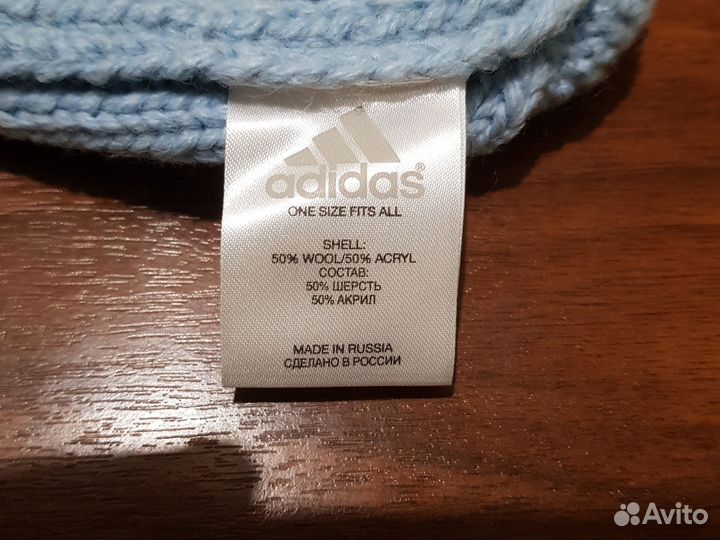 adidas®
ONE SIZE FITS ALL
SHELL:
50% WOOL/50% ACRYL
СОСТАВ:
50% ШЕРСТЬ
50% АКРИЛ
MADE IN RUSSIA
СДЕЛАНО В РОССИИ
Avito